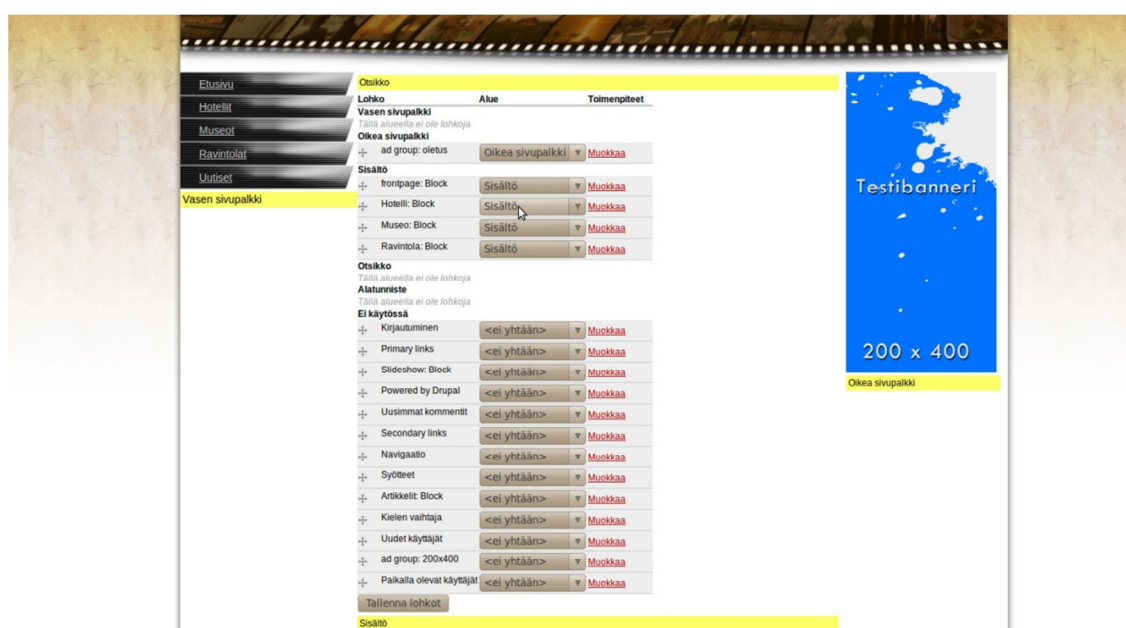 Etusivu
Hotellit
Museot
Ravintolat
Uutiset
Vasen sivupalkki
Otsikko
Lohko Alue Toimenpiteet
Vasen sivupalkki
Tällä alueella ei ole lohkoja
Oikea sivupalkki
ad group: oletus Oikea sivupalkki Muokkaa
Sisältö
frontpage: Block Sisältö Muokkaa
Hotelli: Block Sisältö Muokkaa
Museo: Block Sisältö Muokkaa
Ravintola: Block Sisältö Muokkaa
Otsikko
Tällä alueella ei ole lohkoja
Alatunniste
Tällä alueella ei ole lohkoja
Ei käytössä
Kirjautuminen <ei yhtään> Muokkaa
Primary links <ei yhtään> Muokkaa
Slideshow: Block <ei yhtään> Muokkaa
Powered by Drupal <ei yhtään> Muokkaa
Uusimmat kommentit <ei yhtään> Muokkaa
Secondary links <ei yhtään> Muokkaa
Navigaatio <ei yhtään> Muokkaa
Syötteet <ei yhtään> Muokkaa
Artikkelit: Block <ei yhtään> Muokkaa
Kielen vaihtaja <ei yhtään> Muokkaa
Uudet käyttäjät <ei yhtään> Muokkaa
ad group: 200x400 <ei yhtään> Muokkaa
Paikalla olevat käyttäjät <ei yhtään> Muokkaa
Tallenna lohkot
Sisältö
Testibanneri
200 x 400
Oikea sivupalkki